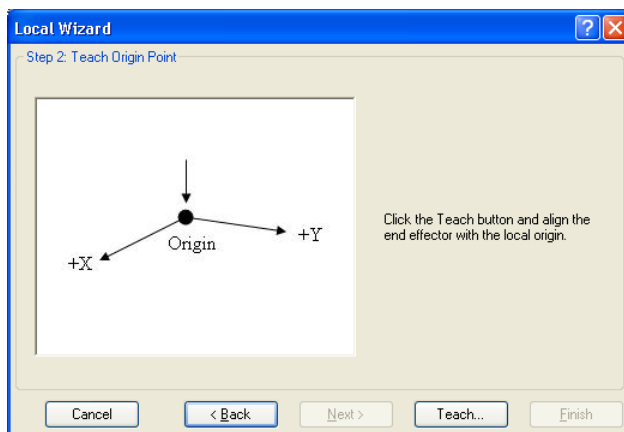 Local Wizard
Step 2: Teach Origin Point
Click the Teach button and align the
end effector with the local origin.
+X
Origin
+Y
Cancel
< Back
Next >
Teach...
Finish